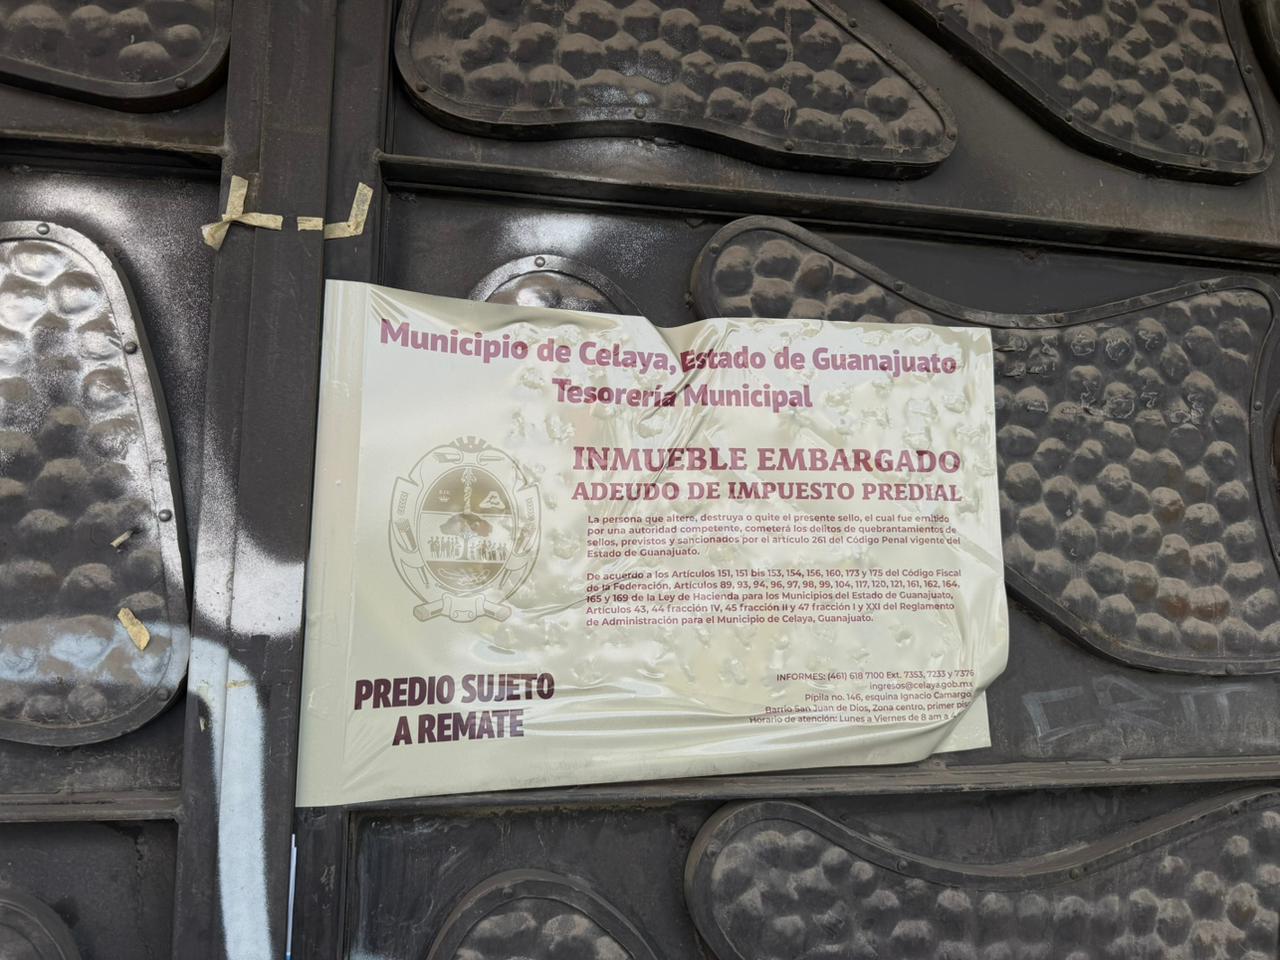 Municipio de Celaya, Estado de Guanajuato
Tesorería Municipal
INMUEBLE EMBARGADO
ADEUDO DE IMPUESTO PREDIAL
La persona que altere, destruya o quite el presente sello, el cual fue emitido
por una autoridad competente, cometerá los delitos de quebrantamientos de
sellos, previstos y sancionados por el artículo 261 del Código Penal vigente del
Estado de Guanajuato.
De acuerdo a los Artículos 151, 151 bis 153, 154, 156, 160, 173 y 175 del Código Fiscal
de la Federación, Artículos 89, 93, 94, 96, 97, 98, 99, 104, 117, 120, 121, 161, 162, 164,
165 y 169 de la Ley de Hacienda para los Municipios del Estado de Guanajuato,
Artículos 43, 44 fracción IV, 45 fracción II y 47 fracción I y XXI del Reglamento
de Administración para el Municipio de Celaya, Guanajuato.
PREDIO SUJETO
A REMATE
INFORMES: (461) 618 7100 Ext. 7353, 7233 y 7376
ingresos@celaya.gob.mx
Pípila no. 146, esquina Ignacio Camargo
Barrio San Juan de Dios, Zona centro, primer pis
Horario de atención: Lunes a Viernes de 8 am a